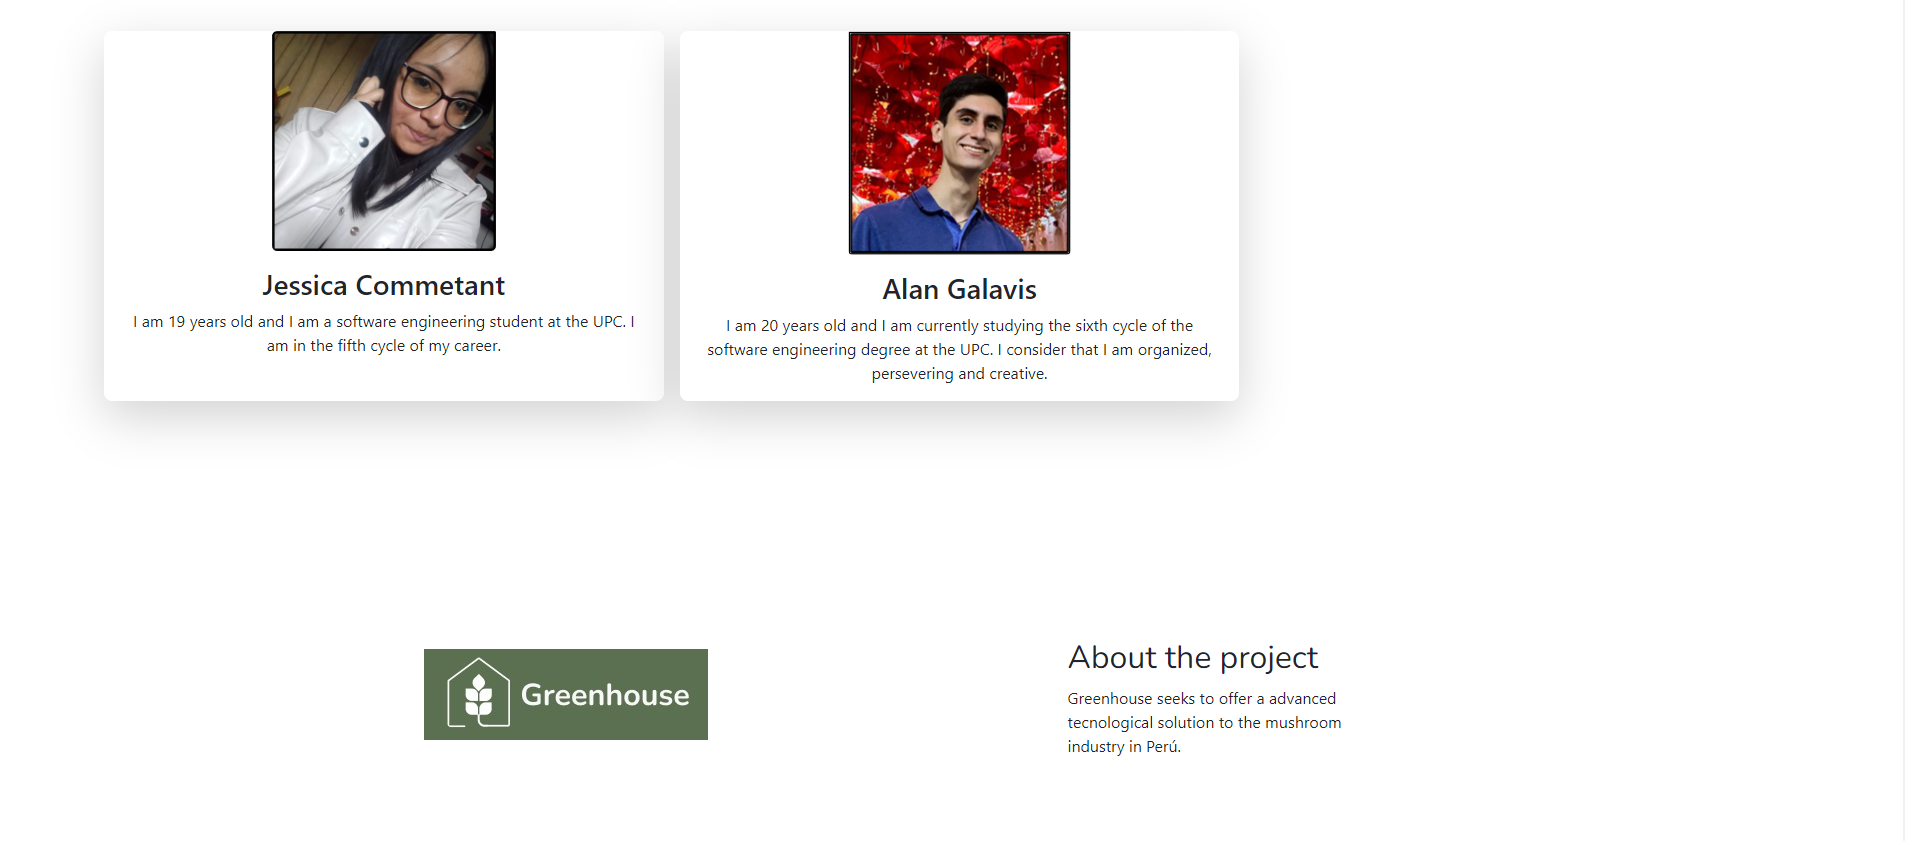 Jessica Commetant
I am 19 years old and I am a software engineering student at the UPC. I
am in the fifth cycle of my career.
Alan Galavis
I am 20 years old and I am currently studying the sixth cycle of the
software engineering degree at the UPC. I consider that I am organized,
persevering and creative.
Greenhouse
About the project
Greenhouse seeks to offer a advanced
tecnological solution to the mushroom
industry in Perú.